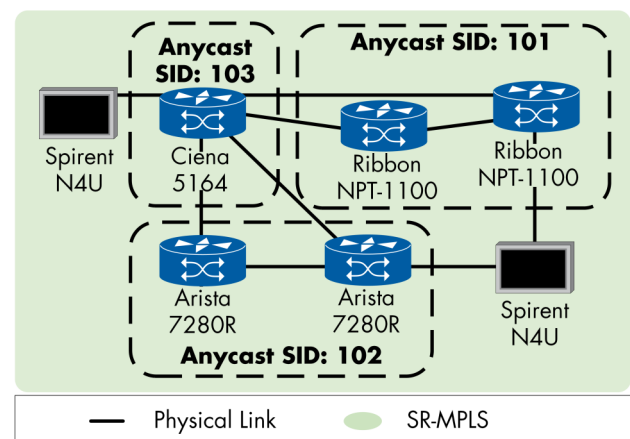 Anycast
SID: 103
Anycast SID: 101
Spirent
N4U
Ciena
5164
Ribbon
NPT-1100
Ribbon
NPT-1100
Arista
7280R
Arista
7280R
Spirent
N4U
Anycast SID: 102
Physical Link
SR-MPLS